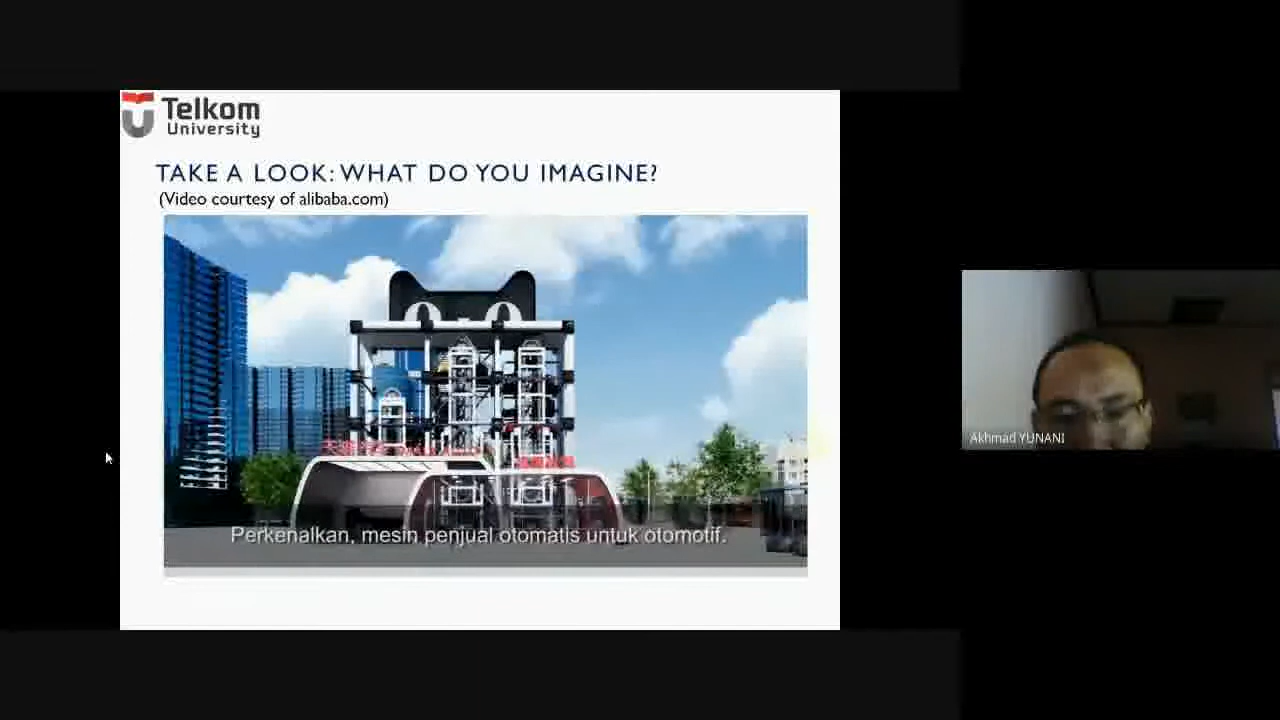 Telkom
University
TAKE A LOOK: WHAT DO YOU IMAGINE?
(Video courtesy of alibaba.com)
Perkenalkan, mesin penjual otomatis untuk otomotif.
Akhmad YUNANI